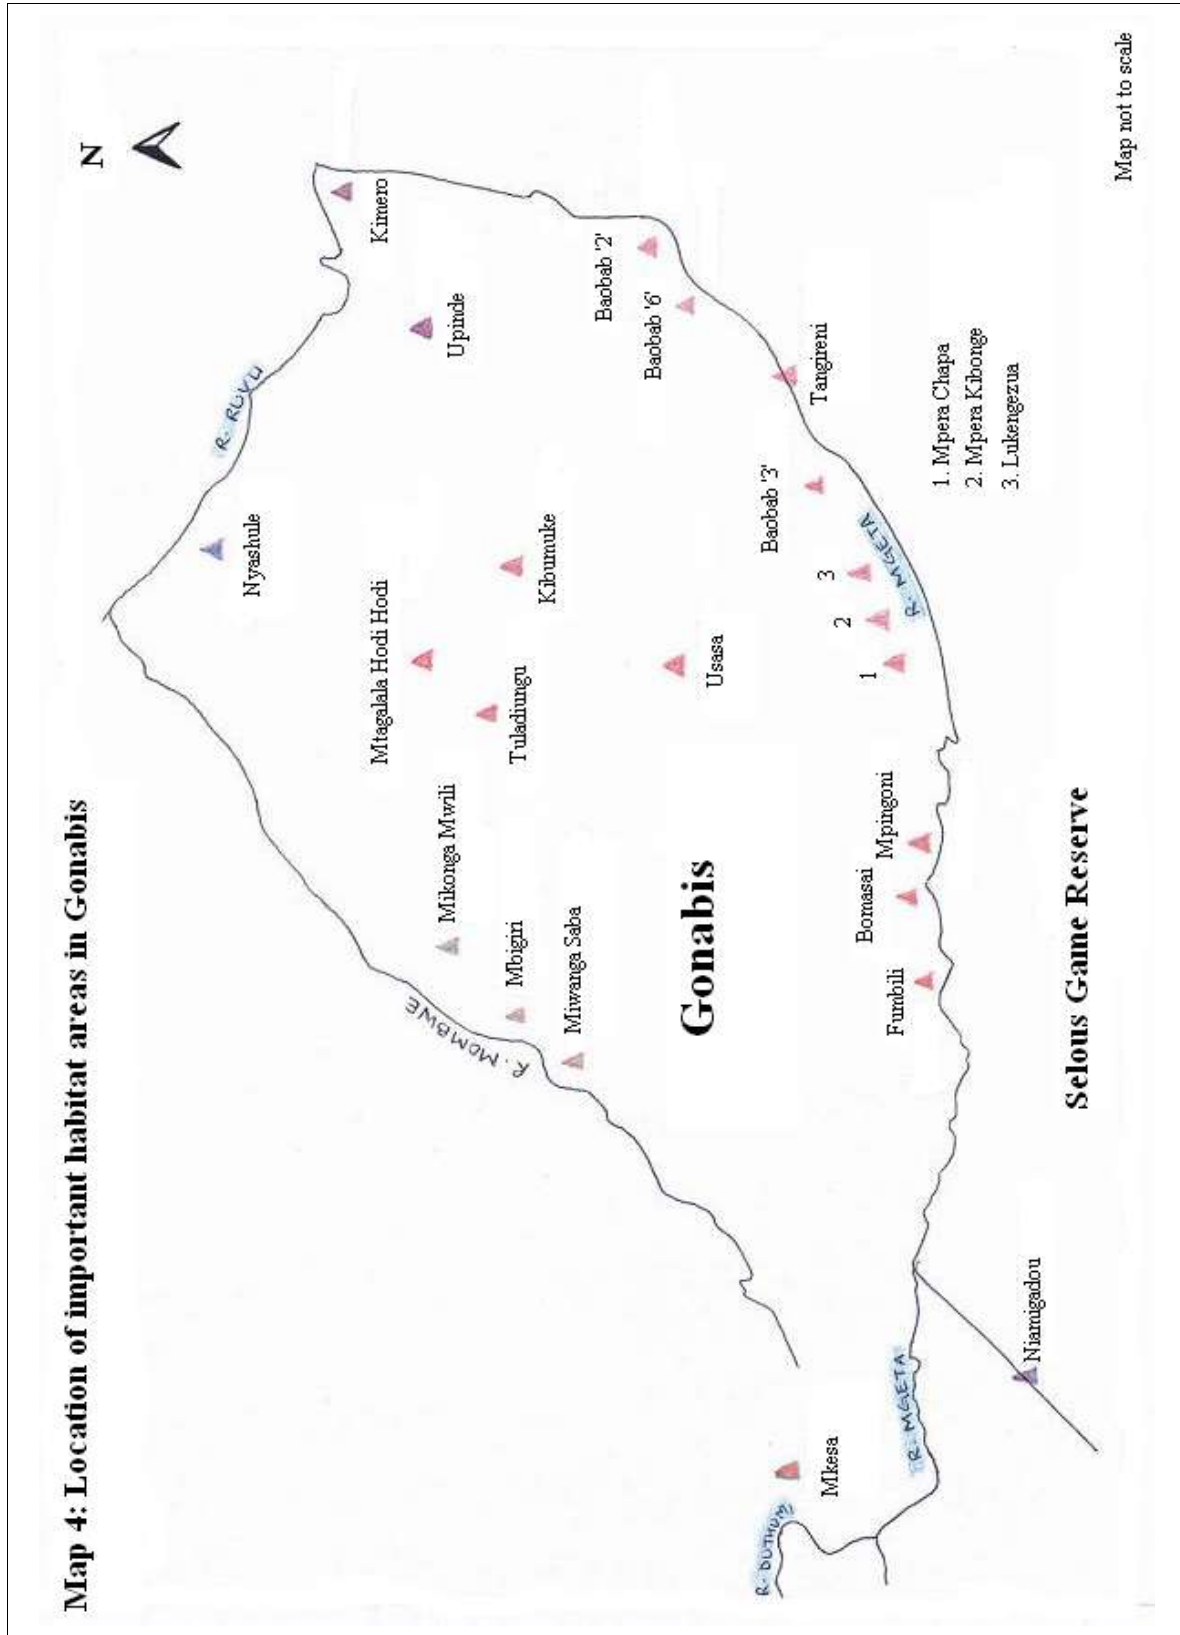 Map 4: Location of important habitat areas in Gonabis
N
R. RUVU
Kimero
Nyashule
Upinde
Mtagalala Hodi Hodi
Mikonga Mwili
Kibumuke
Tuladiungu
R. MOMBWE
Mbigiri
Miwanga Saba
Baobab '2'
Baobab '6'
Usasa
Gonabis
Tangireni
Baobab '3'
R. DUTHUMI
Mkesa
Fumbili
Bomasai
Mpingoni
1
2
3
R. MGETA
R. MGETA
1. Mpera Chapa
2. Mpera Kibonge
3. Lukengezua
Niamigadou
Selous Game Reserve
Map not to scale